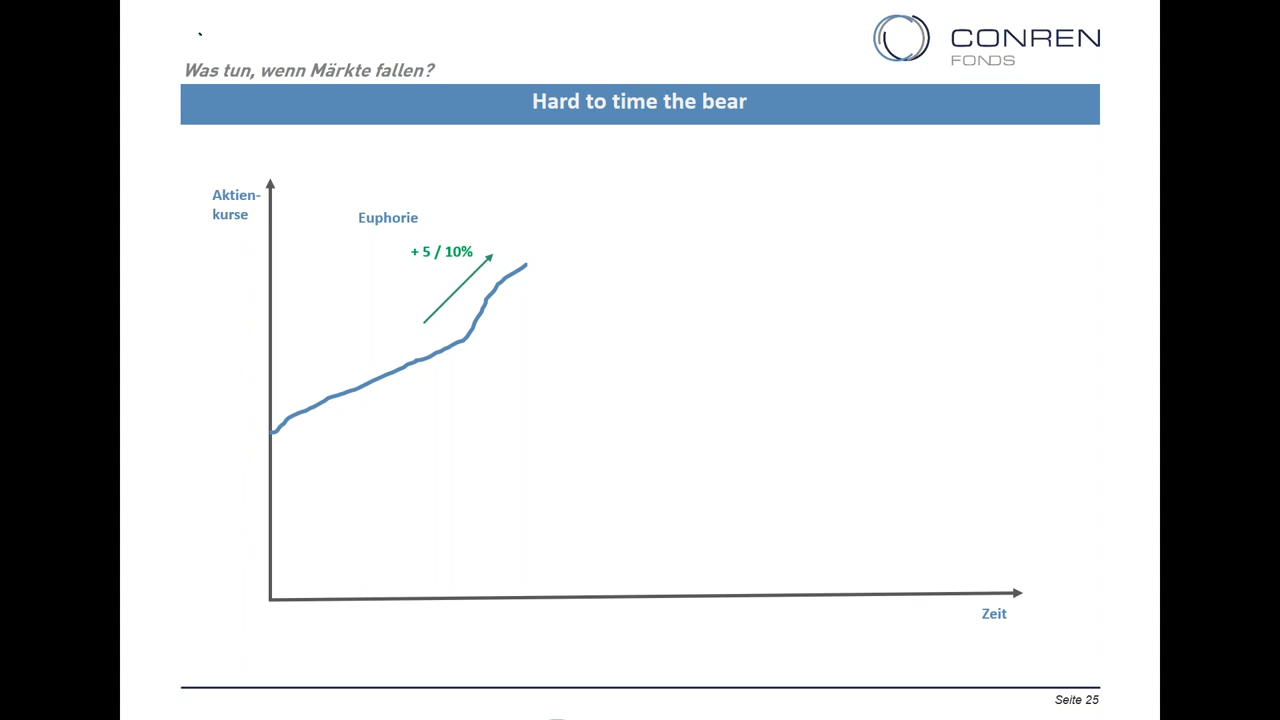 CONREN
FONDS
Was tun, wenn Märkte fallen?
Hard to time the bear
Aktien-
kurse
Euphorie
+ 5 / 10%
Zeit
Seite 25